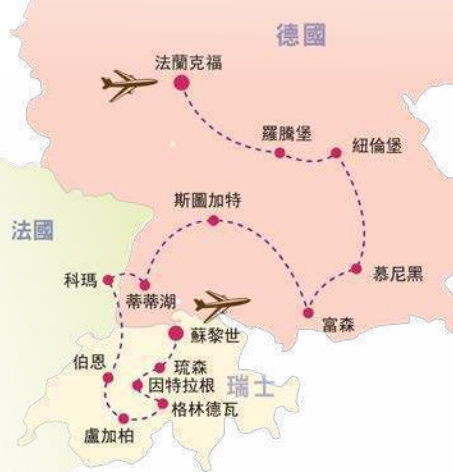 德國
法蘭克福
羅騰堡
紐倫堡
斯圖加特
法國
慕尼黑
科瑪
蒂蒂湖
富森
蘇黎世
伯恩
琉森
因特拉根
瑞士
格林德瓦
盧加柏